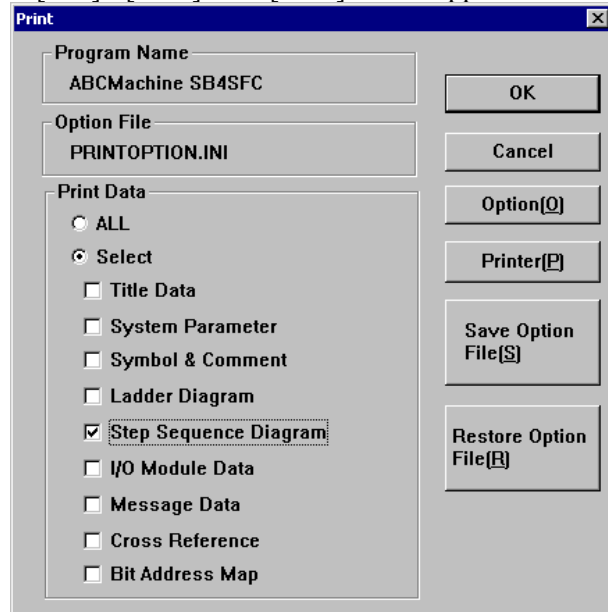 Print
Program Name
ABCMachine SB4SFC
Option File
PRINTOPTION.INI
Print Data
ALL
Select
Title Data
System Parameter
Symbol & Comment
Ladder Diagram
Step Sequence Diagram
I/O Module Data
Message Data
Cross Reference
Bit Address Map
OK
Cancel
Option(O)
Printer(P)
Save Option
File(S)
Restore Option
File(R)